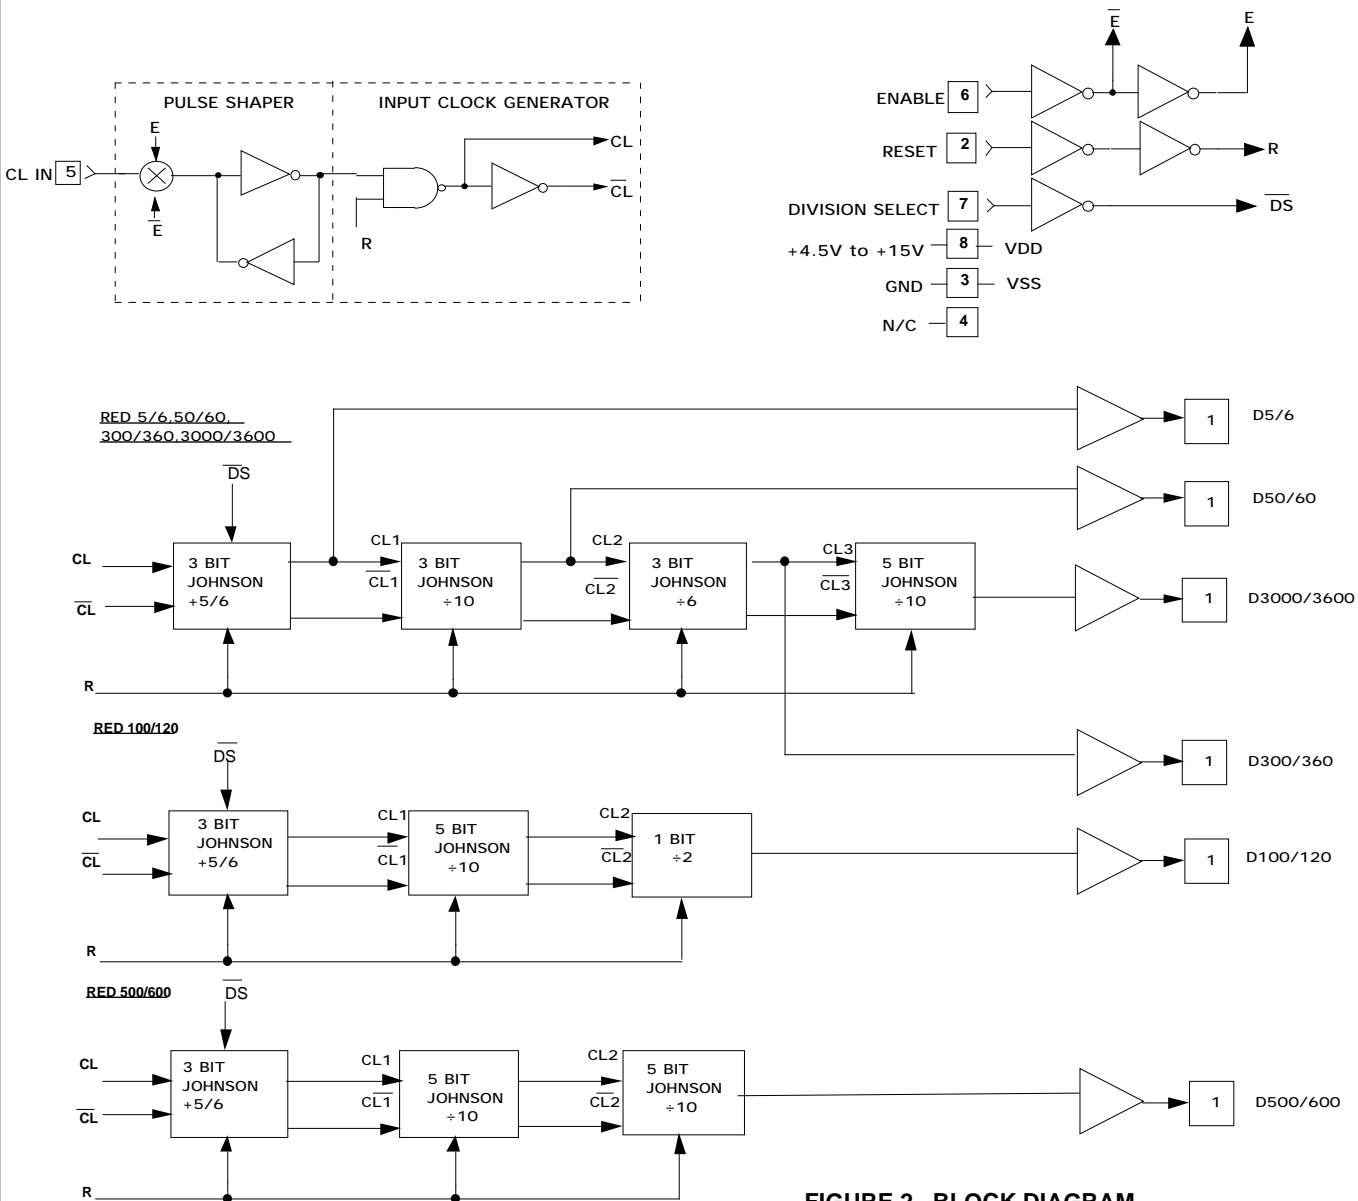 PULSE SHAPER
INPUT CLOCK GENERATOR
CL IN 5
E
E
R
CL
CL
E
E
ENABLE 6
RESET 2
R
DIVISION SELECT 7
DS
+4.5V to +15V 8 VDD
GND 3 VSS
N/C 4
RED 5/6,50/60,
300/360,3000/3600
DS
CL
CL
3 BIT
JOHNSON
+5/6
CL1
CL1
3 BIT
JOHNSON
÷10
CL2
CL2
3 BIT
JOHNSON
÷6
CL3
CL3
5 BIT
JOHNSON
÷10
R
1 D5/6
1 D50/60
1 D3000/3600
1 D300/360
RED 100/120
DS
CL
CL
3 BIT
JOHNSON
+5/6
CL1
CL1
5 BIT
JOHNSON
÷10
CL2
CL2
1 BIT
÷2
R
1 D100/120
RED 500/600
DS
CL
CL
3 BIT
JOHNSON
+5/6
CL1
CL1
5 BIT
JOHNSON
÷10
CL2
CL2
5 BIT
JOHNSON
÷10
R
1 D500/600
FIGURE 2. BLOCK DIAGRAM